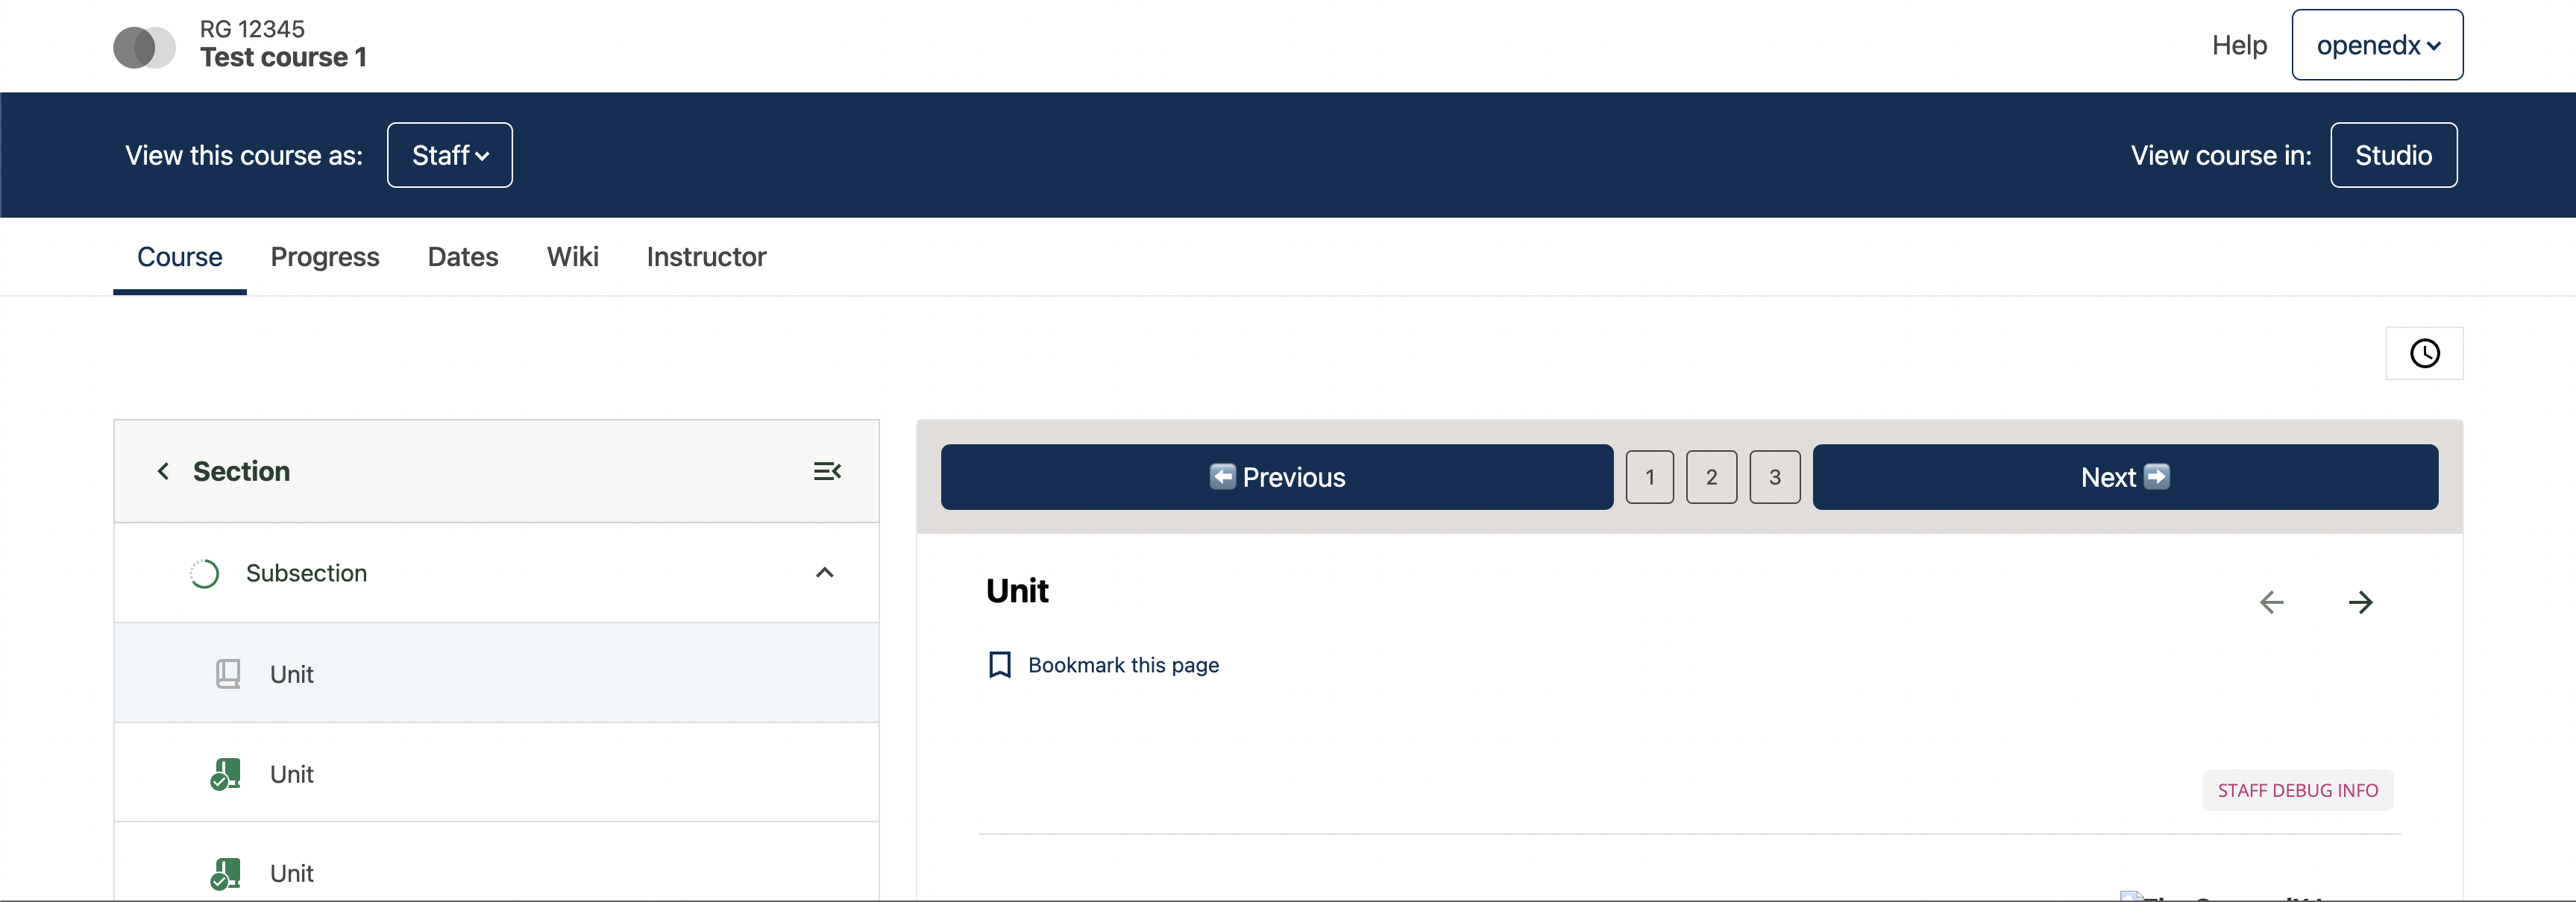 RG 12345
Test course 1
Help
openedx
View this course as:
Staff
View course in:
Studio
Course
Progress
Dates
Wiki
Instructor
Section
Subsection
Unit
Unit
Unit
Previous
1
2
3
Next
Unit
Bookmark this page
STAFF DEBUG INFO